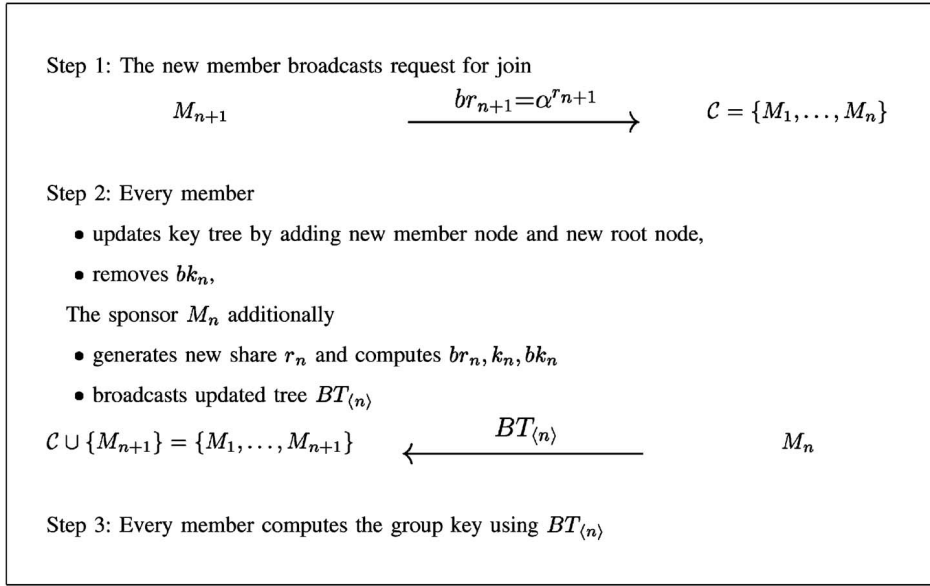 Step 1: The new member broadcasts request for join
br_{n+1}=α^{r_{n+1}}
M_{n+1} C = {M_1, . . . , M_n}
Step 2: Every member
• updates key tree by adding new member node and new root node,
• removes bk_n,
The sponsor M_n additionally
• generates new share r_n and computes br_n, k_n, bk_n
• broadcasts updated tree BT_{⟨n⟩}
BT_{⟨n⟩}
C ∪ {M_{n+1}} = {M_1, . . . , M_{n+1}} M_n
Step 3: Every member computes the group key using BT_{⟨n⟩}